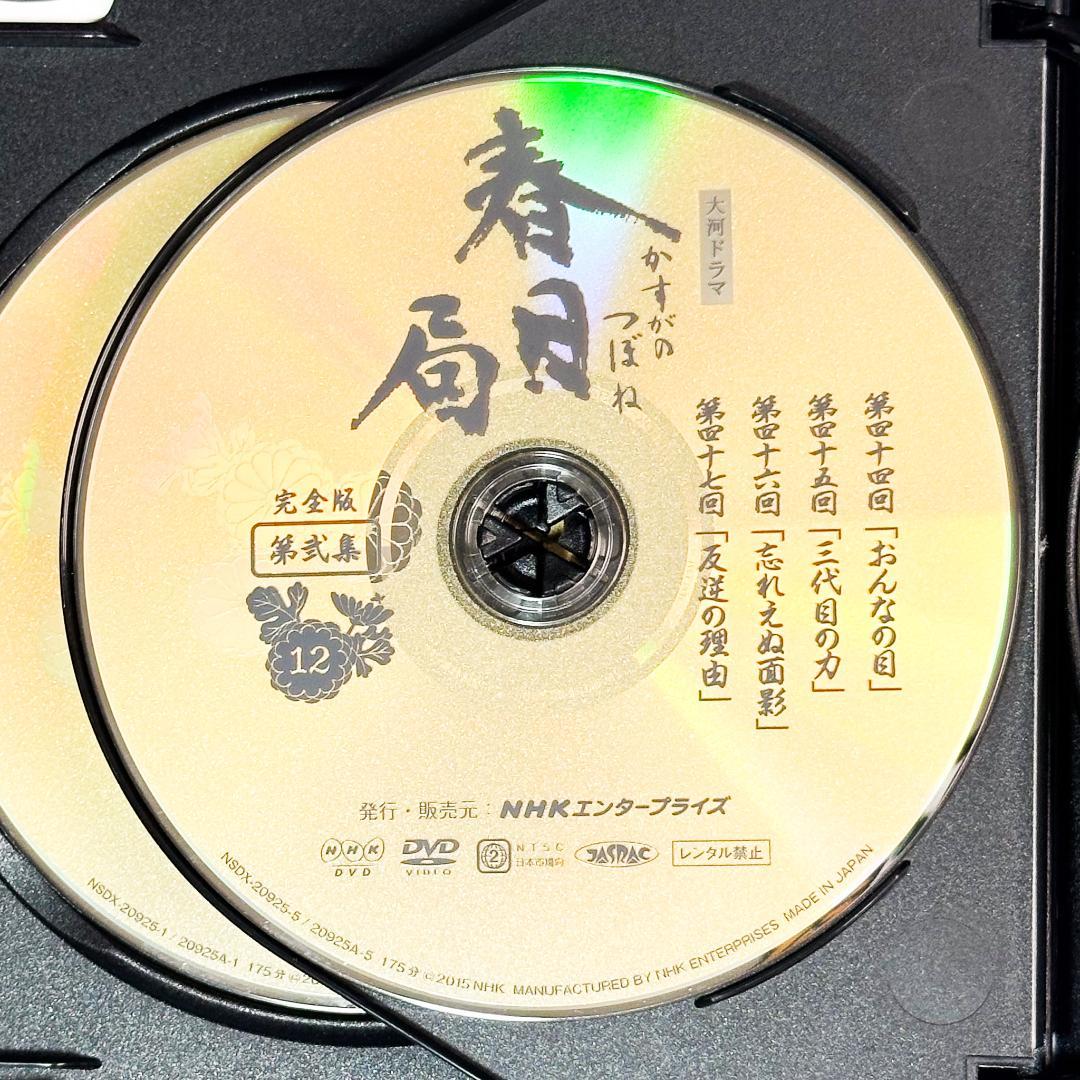 大河ドラマ
春日局
かすがの
つぼね
第四十四回「おんなの目」
第四十五回「三代目の力」
第四十六回「忘れえぬ面影」
第四十七回「反逆の理由」
完全版
第弐集
12
発行・販売元：NHKエンタープライズ
NHK DVD
DVD VIDEO
2 NTSC 日本市場向
JASRAC
レンタル禁止
NSDX-20925-5 / 20925A-5 175分 ©2015 NHK MANUFACTURED BY NHK ENTERPRISES MADE IN JAPAN
NSDX-20925-1 / 20925A-1 175分